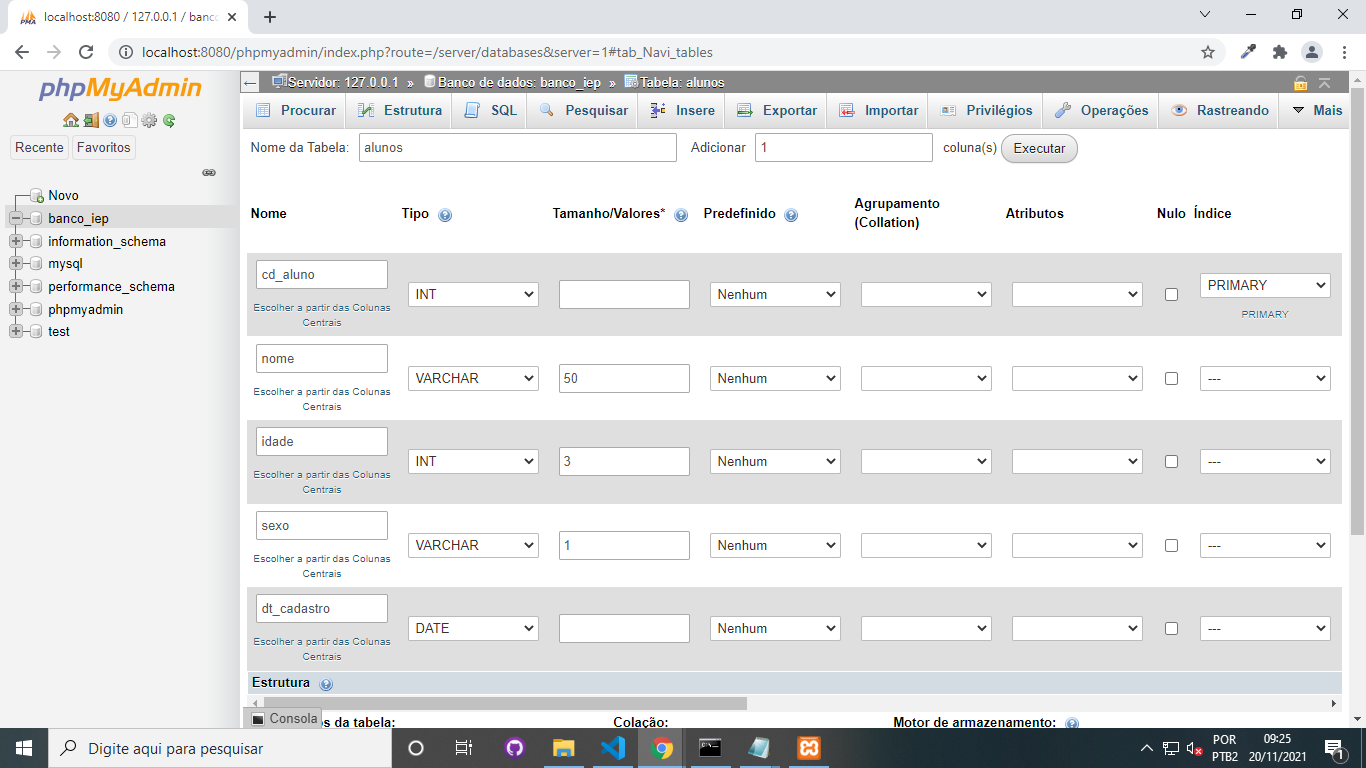 localhost:8080 / 127.0.0.1 / banco
localhost:8080/phpmyadmin/index.php?route=/server/databases&server=1#tab_Navi_tables
phpMyAdmin
Recente Favoritos
Novo
banco_iep
information_schema
mysql
performance_schema
phpmyadmin
test
Servidor: 127.0.0.1 » Banco de dados: banco_iep » Tabela: alunos
Procurar Estrutura SQL Pesquisar Insere Exportar Importar Privilégios Operações Rastreando Mais
Nome da Tabela: alunos Adicionar 1 coluna(s) Executar
Nome Tipo Tamanho/Valores* Predefinido Agrupamento (Collation) Atributos Nulo Índice
cd_aluno INT Nenhum PRIMARY
Escolher a partir das Colunas Centrais PRIMARY
nome VARCHAR 50 Nenhum ---
Escolher a partir das Colunas Centrais
idade INT 3 Nenhum ---
Escolher a partir das Colunas Centrais
sexo VARCHAR 1 Nenhum ---
Escolher a partir das Colunas Centrais
dt_cadastro DATE Nenhum ---
Escolher a partir das Colunas Centrais
Estrutura
Consola
da tabela: Colação: Motor de armazenamento:
Digite aqui para pesquisar
POR
PTB2
09:25
20/11/2021
1